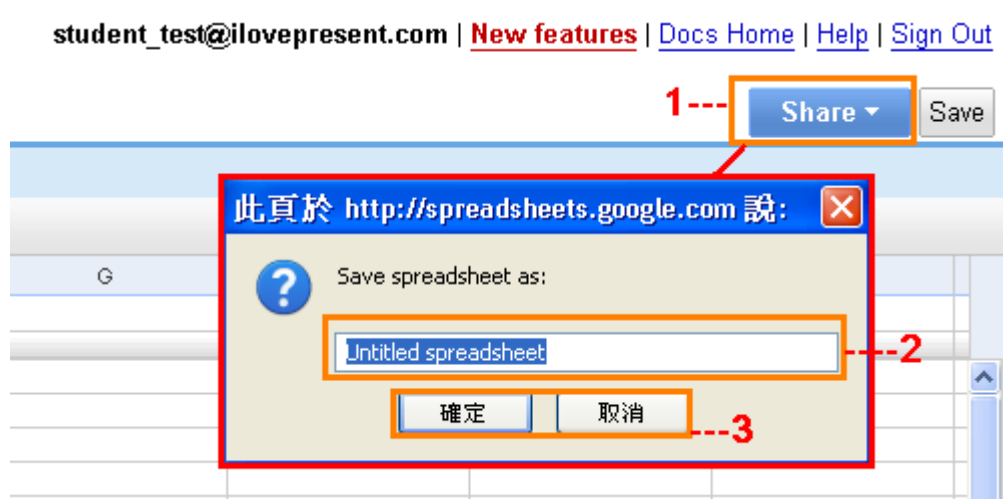 student_test@ilovepresent.com | New features | Docs Home | Help | Sign Out
1--- Share Save
此頁於 http://spreadsheets.google.com 說:
G
Save spreadsheet as:
Untitled spreadsheet ----2
確定 取消 ---3